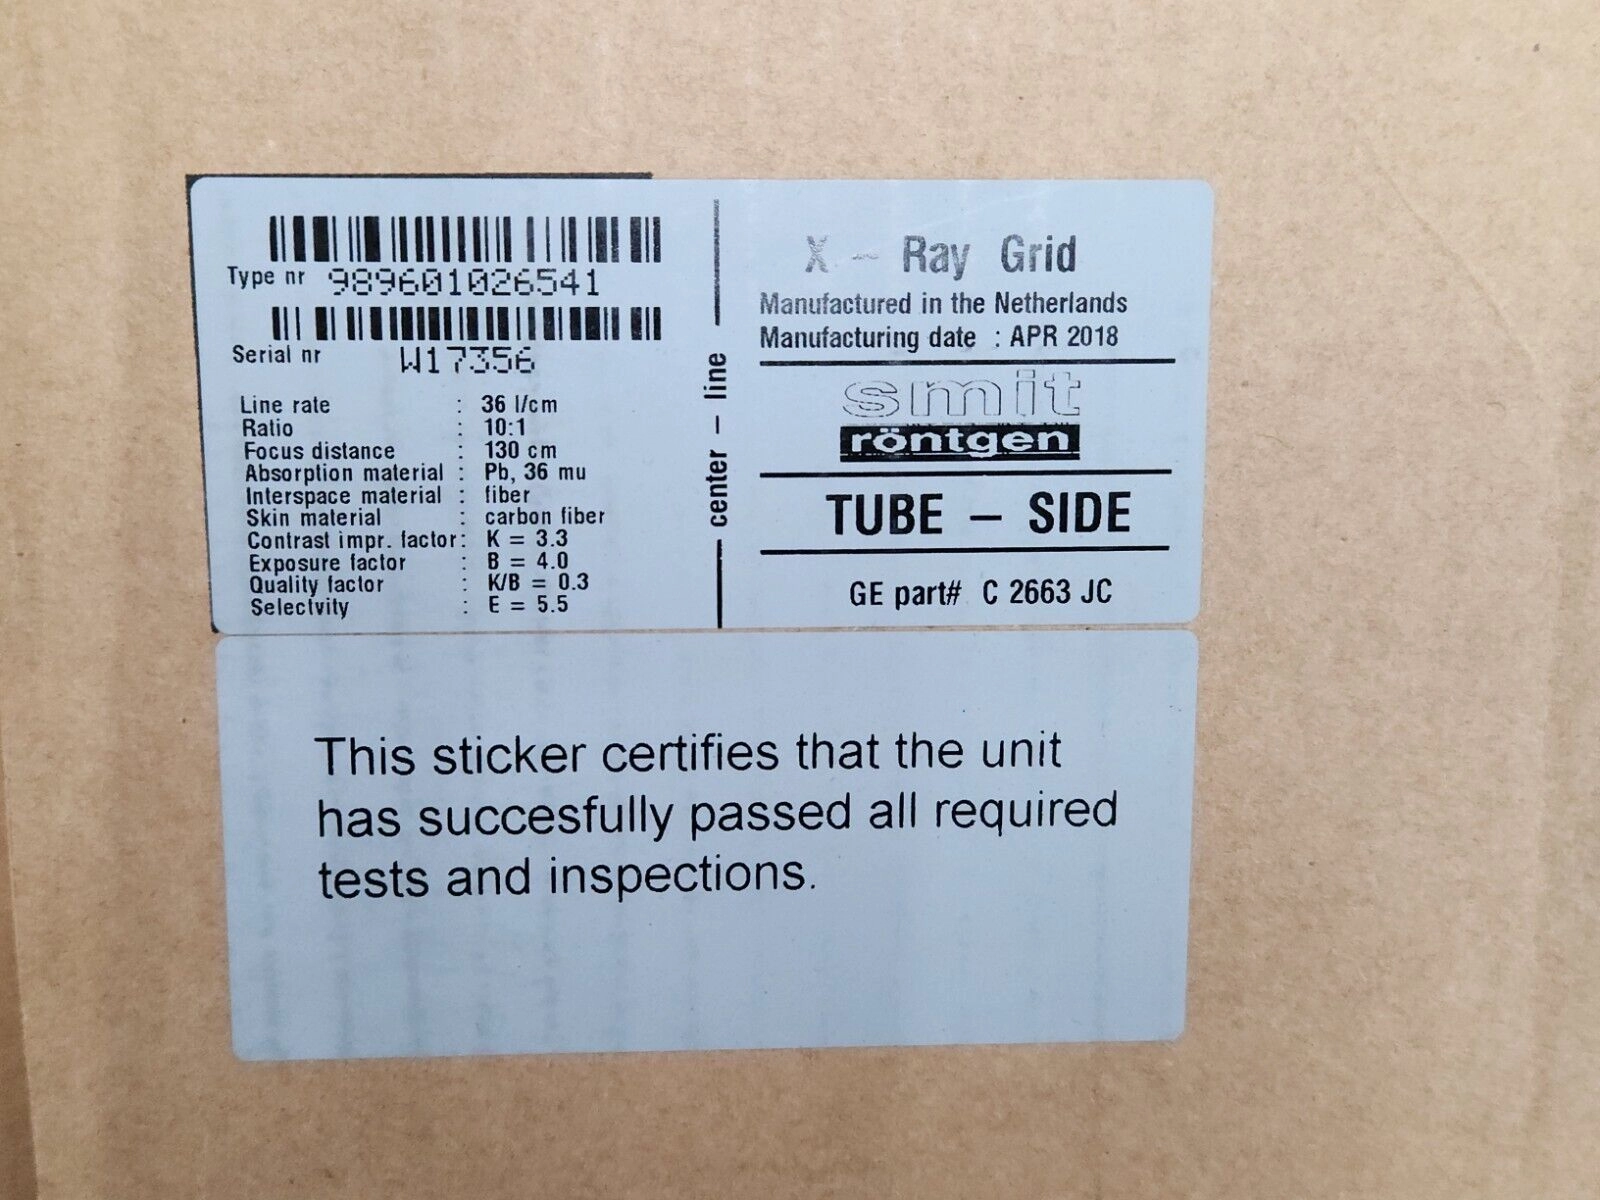 Type nr 989601026541
Serial nr W17356
Line rate : 36 l/cm
Ratio : 10:1
Focus distance : 130 cm
Absorption material : Pb, 36 mu
Interspace material : fiber
Skin material : carbon fiber
Contrast impr. factor: K = 3.3
Exposure factor : B = 4.0
Quality factor : K/B = 0.3
Selectvity : E = 5.5
center - line
X - Ray Grid
Manufactured in the Netherlands
Manufacturing date : APR 2018
smit
röntgen
TUBE - SIDE
GE part# C 2663 JC
This sticker certifies that the unit
has succesfully passed all required
tests and inspections.